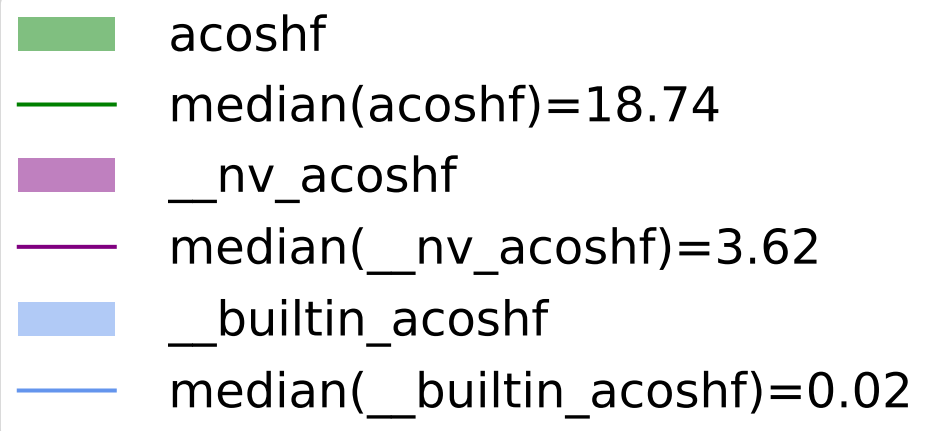 acoshf
median(acoshf)=18.74
__nv_acoshf
median(__nv_acoshf)=3.62
__builtin_acoshf
median(__builtin_acoshf)=0.02